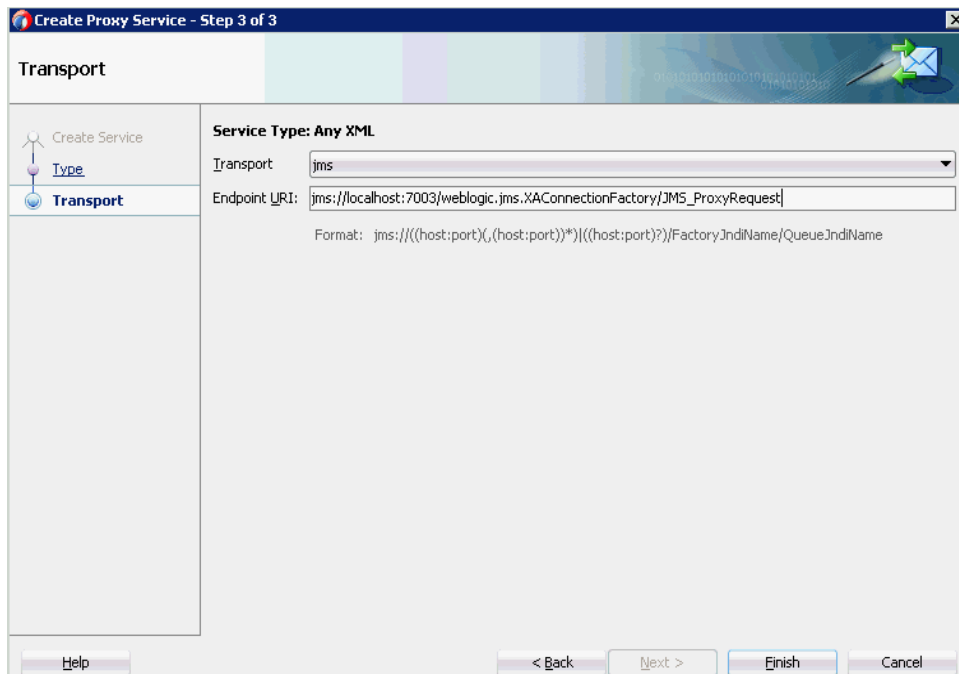 Create Proxy Service - Step 3 of 3
Transport
Create Service
Type
Transport
Service Type: Any XML
Transport
jms
Endpoint URI:
jms://localhost:7003/weblogic.jms.XAConnectionFactory/JMS_ProxyRequest
Format: jms://((host:port)(,(host:port))*)|((host:port)?)/FactoryJndiName/QueueJndiName
Help
< Back
Next >
Finish
Cancel